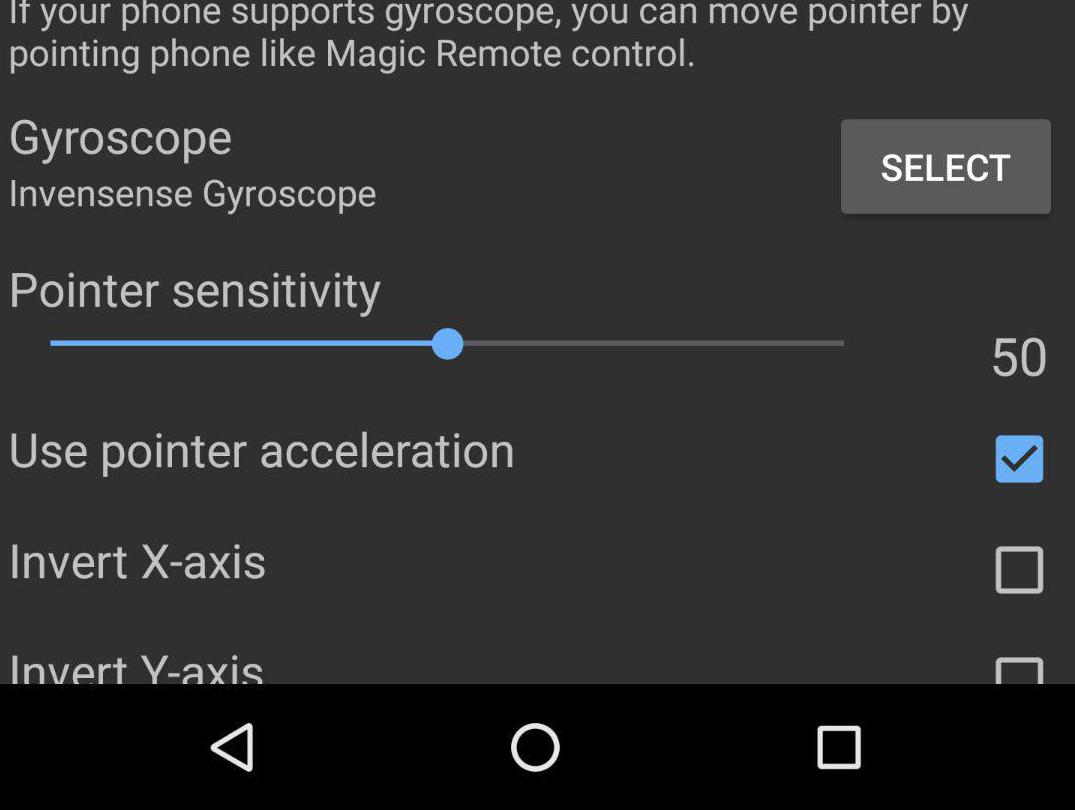 If your phone supports gyroscope, you can move pointer by
pointing phone like Magic Remote control.
Gyroscope
Invensense Gyroscope
SELECT
Pointer sensitivity
50
Use pointer acceleration
Invert X-axis
Invert Y-axis